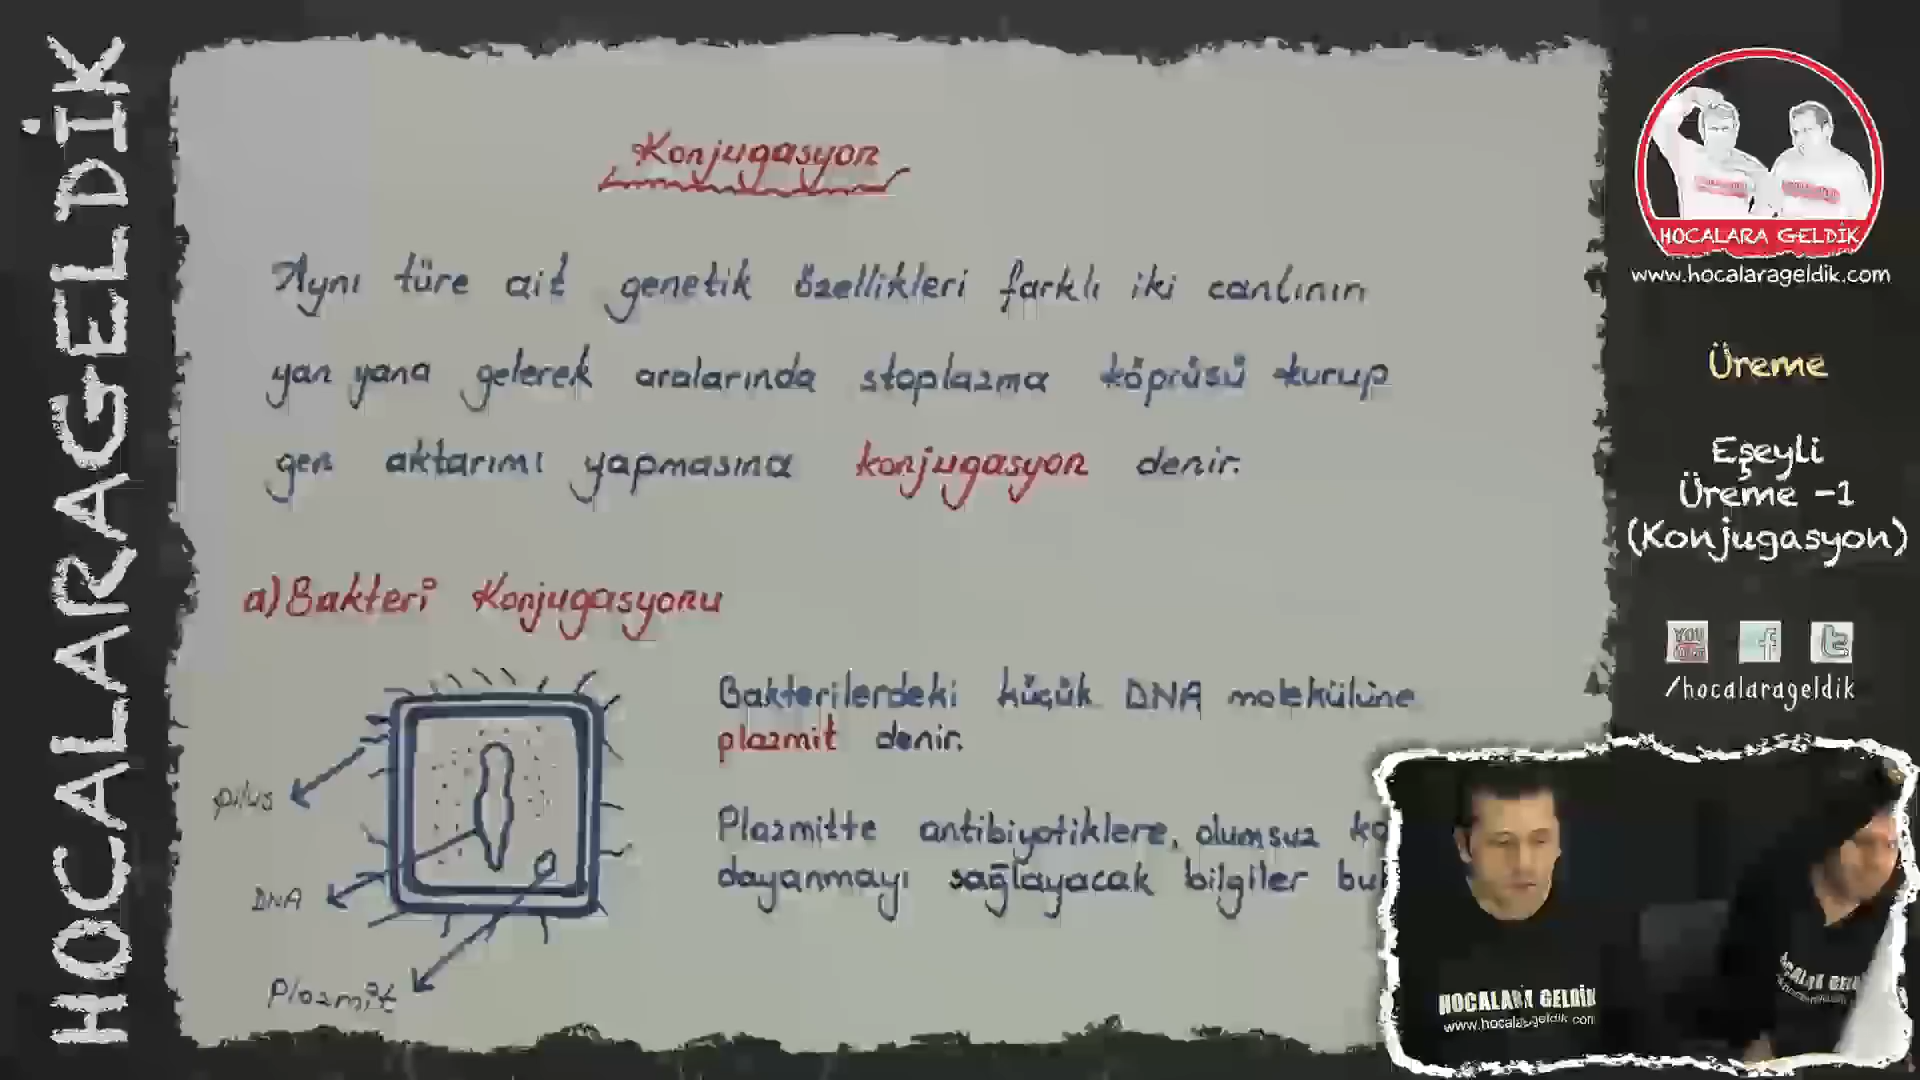 HOCALARAGELDİK
Konjugasyon
Aynı türe ait genetik özellikleri farklı iki canlının
yan yana gelerek aralarında stoplazma köprüsü kurup
gen aktarımı yapmasına konjugasyon denir.
a) Bakteri Konjugasyonu
Bakterilerdeki küçük DNA molekülüne
plazmit denir.
Plazmitte antibiyotiklere, olumsuz
dayanmayı sağlayacak bilgiler
pilus
DNA
Plazmit
HOCALARA GELDİK
www.hocalarageldik.com
Üreme
Eşeyli
Üreme -1
(Konjugasyon)
/hocalarageldik
HOCALARA GELDİK
www.hocalarageldik.com